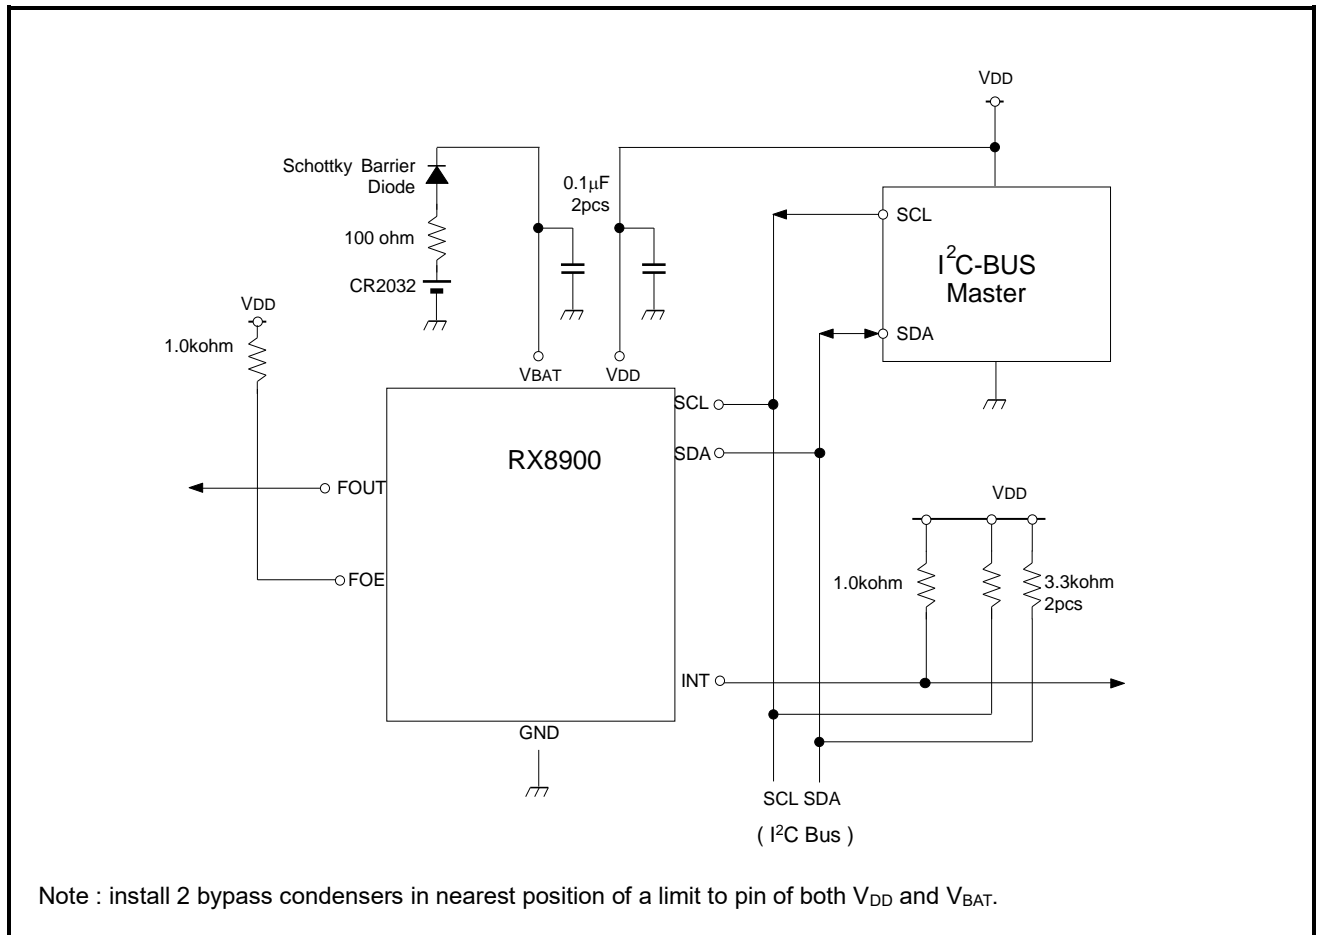 VDD
Schottky Barrier
Diode
0.1μF
2pcs
SCL
100 ohm
I²C-BUS
Master
CR2032
VDD
SDA
1.0kohm
VBAT
VDD
SCL
SDA
RX8900
FOUT
VDD
FOE
1.0kohm
3.3kohm
2pcs
INT
GND
SCL SDA
( I²C Bus )
Note : install 2 bypass condensers in nearest position of a limit to pin of both VDD and VBAT.